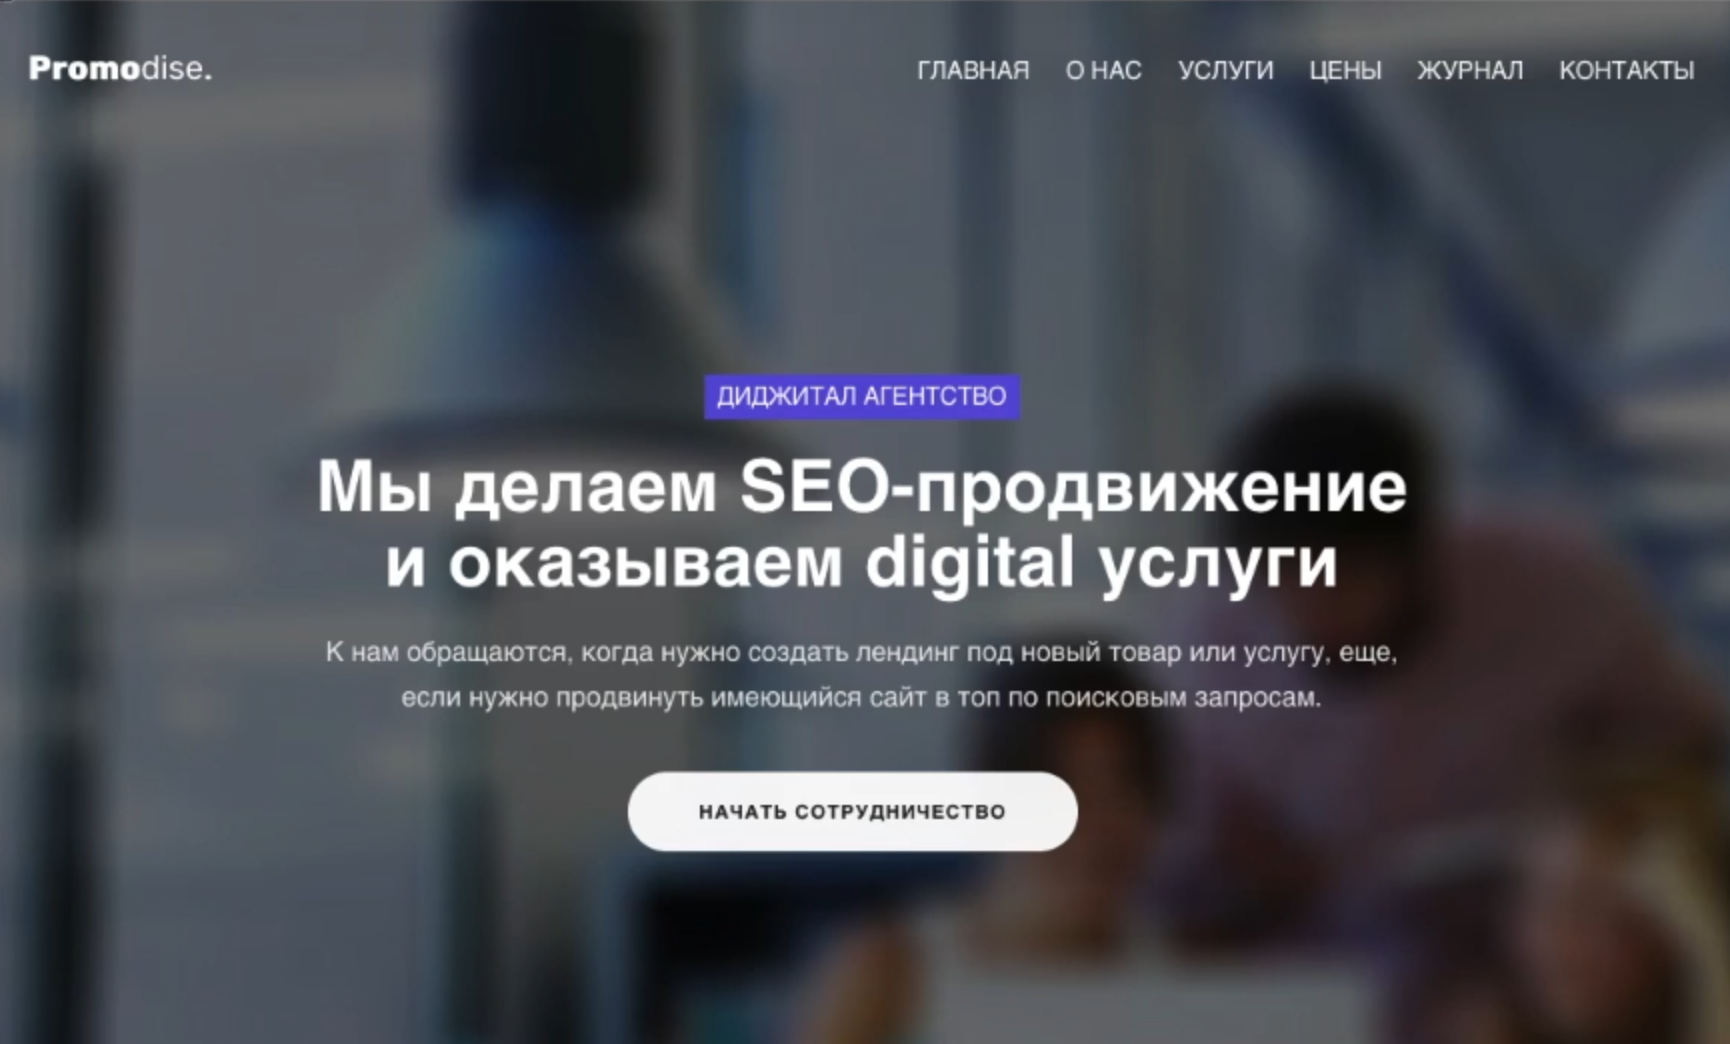 Promodise.
ГЛАВНАЯ О НАС УСЛУГИ ЦЕНЫ ЖУРНАЛ КОНТАКТЫ
ДИДЖИТАЛ АГЕНТСТВО
Мы делаем SEO-продвижение
и оказываем digital услуги
К нам обращаются, когда нужно создать лендинг под новый товар или услугу, еще,
если нужно продвинуть имеющийся сайт в топ по поисковым запросам.
НАЧАТЬ СОТРУДНИЧЕСТВО